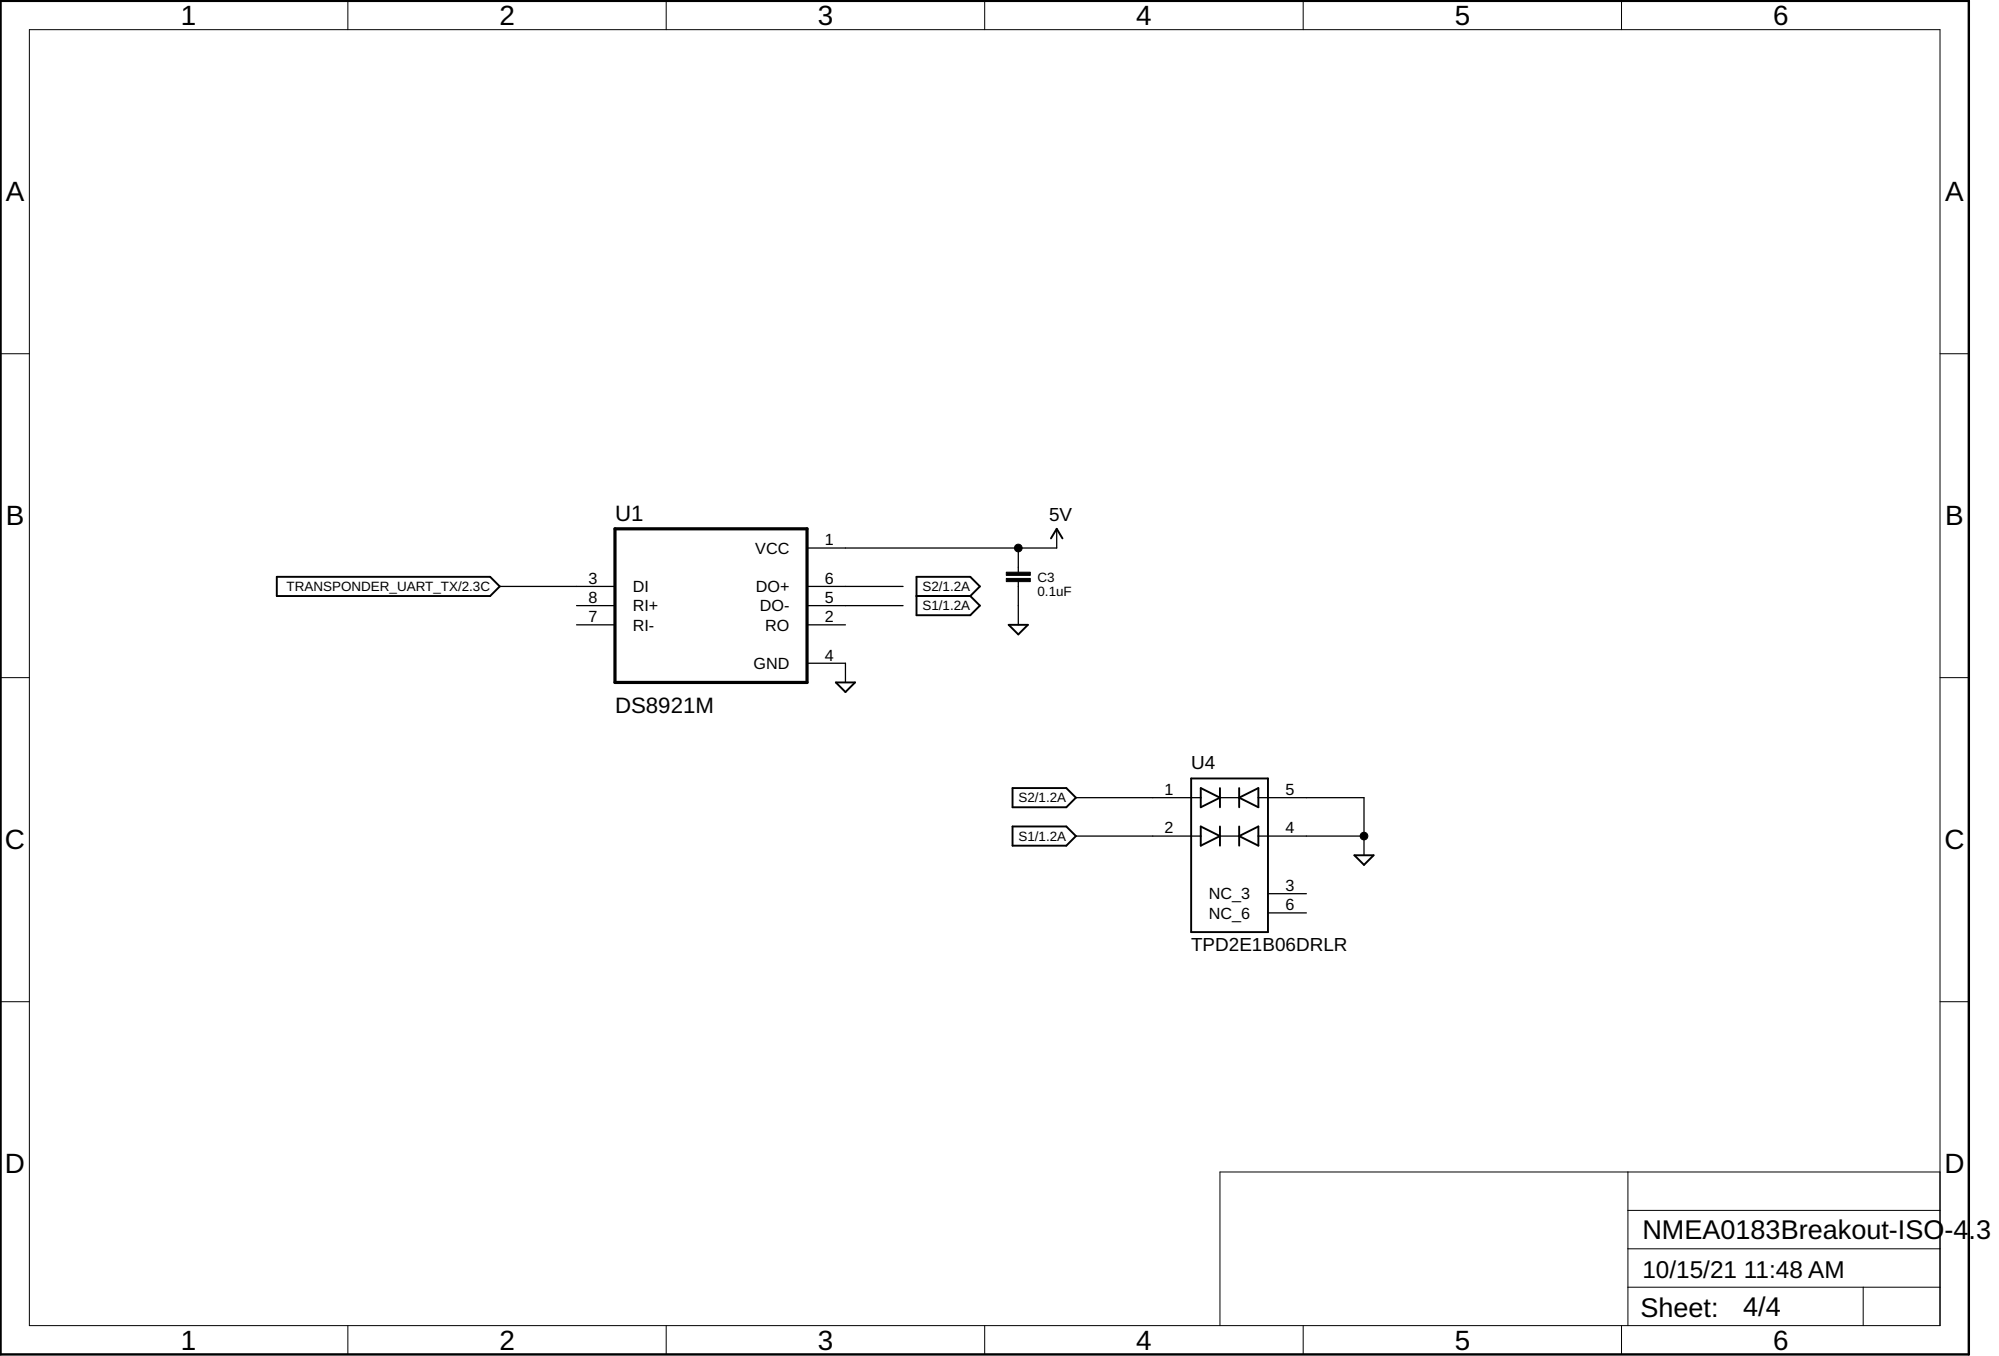 1 2 3 4 5 6
A A
B B
U1
5V
VCC 1
TRANSPONDER_UART_TX/2.3C 3 DI DO+ 6 S2/1.2A
8 RI+ DO- 5 S1/1.2A
7 RI- RO 2
C3
0.1uF
GND 4
DS8921M
U4
S2/1.2A 1 5
S1/1.2A 2 4
C C
NC_3 3
NC_6 6
TPD2E1B06DRLR
D D
NMEA0183Breakout-ISO-4.3
10/15/21 11:48 AM
Sheet: 4/4
1 2 3 4 5 6